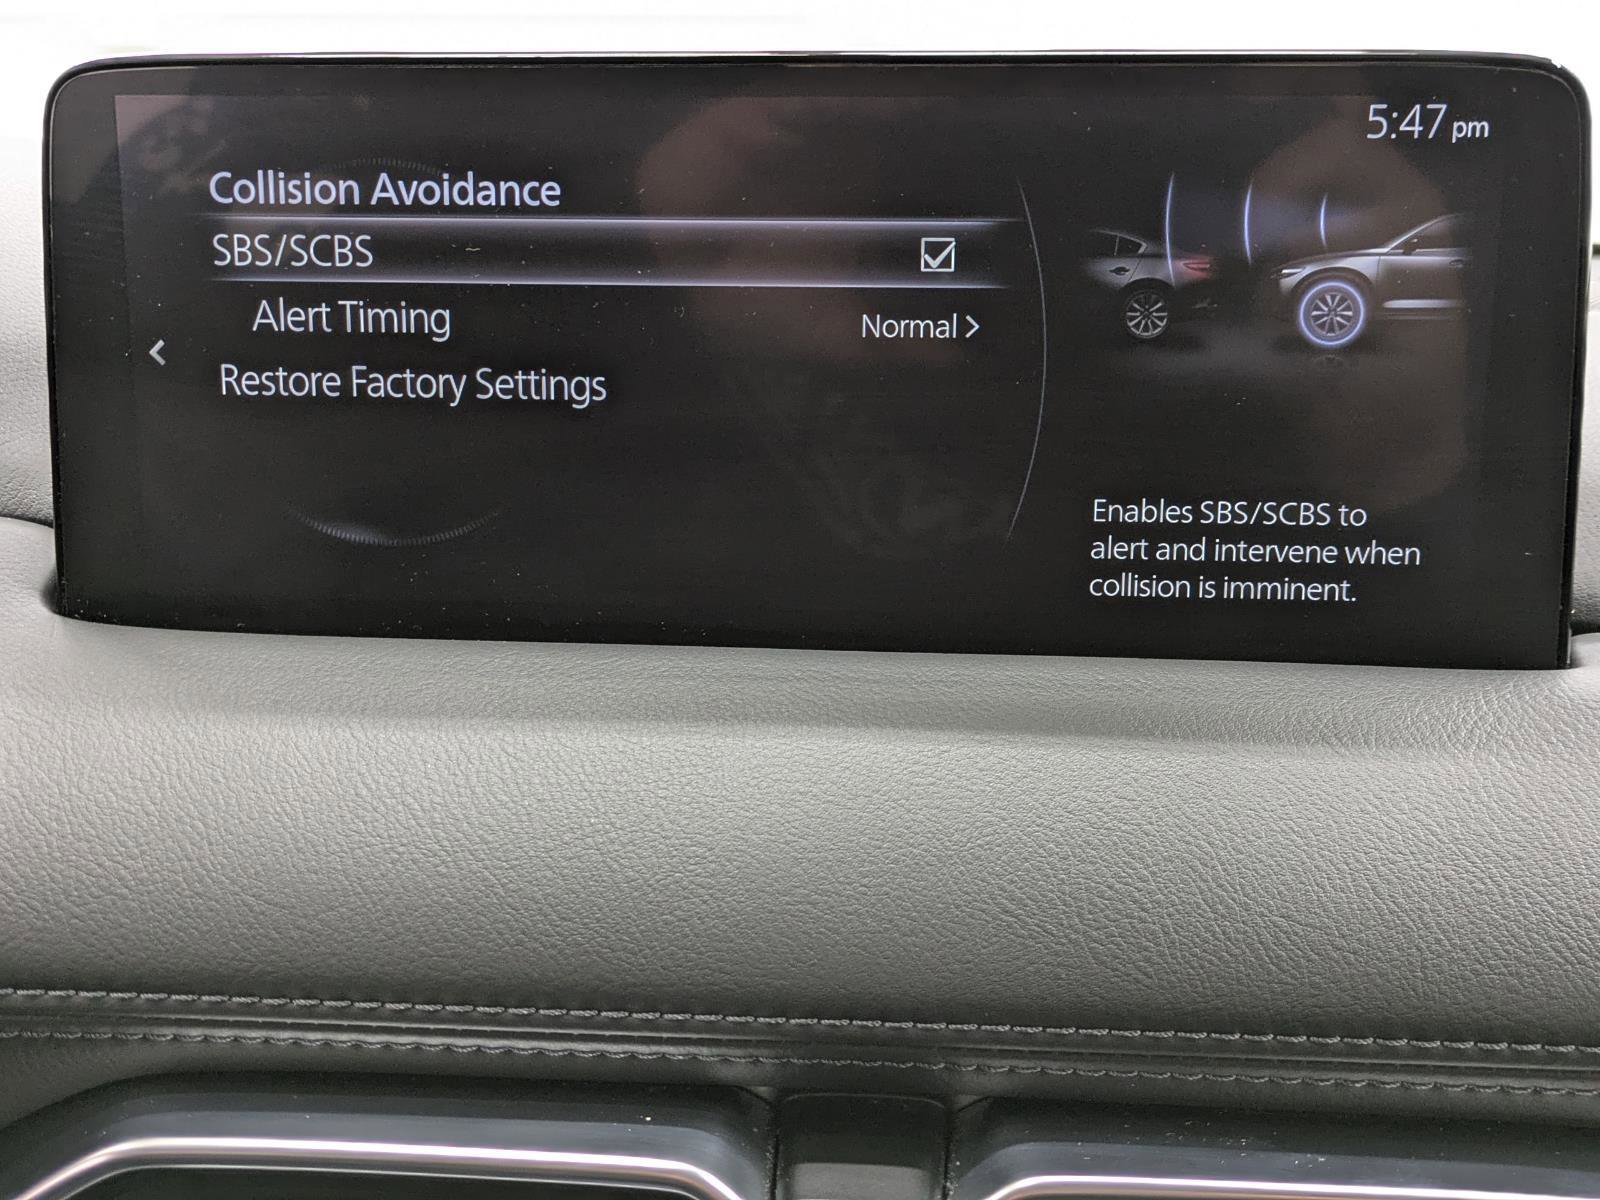 5:47 pm
Collision Avoidance
SBS/SCBS
Alert Timing Normal
Restore Factory Settings
Enables SBS/SCBS to
alert and intervene when
collision is imminent.